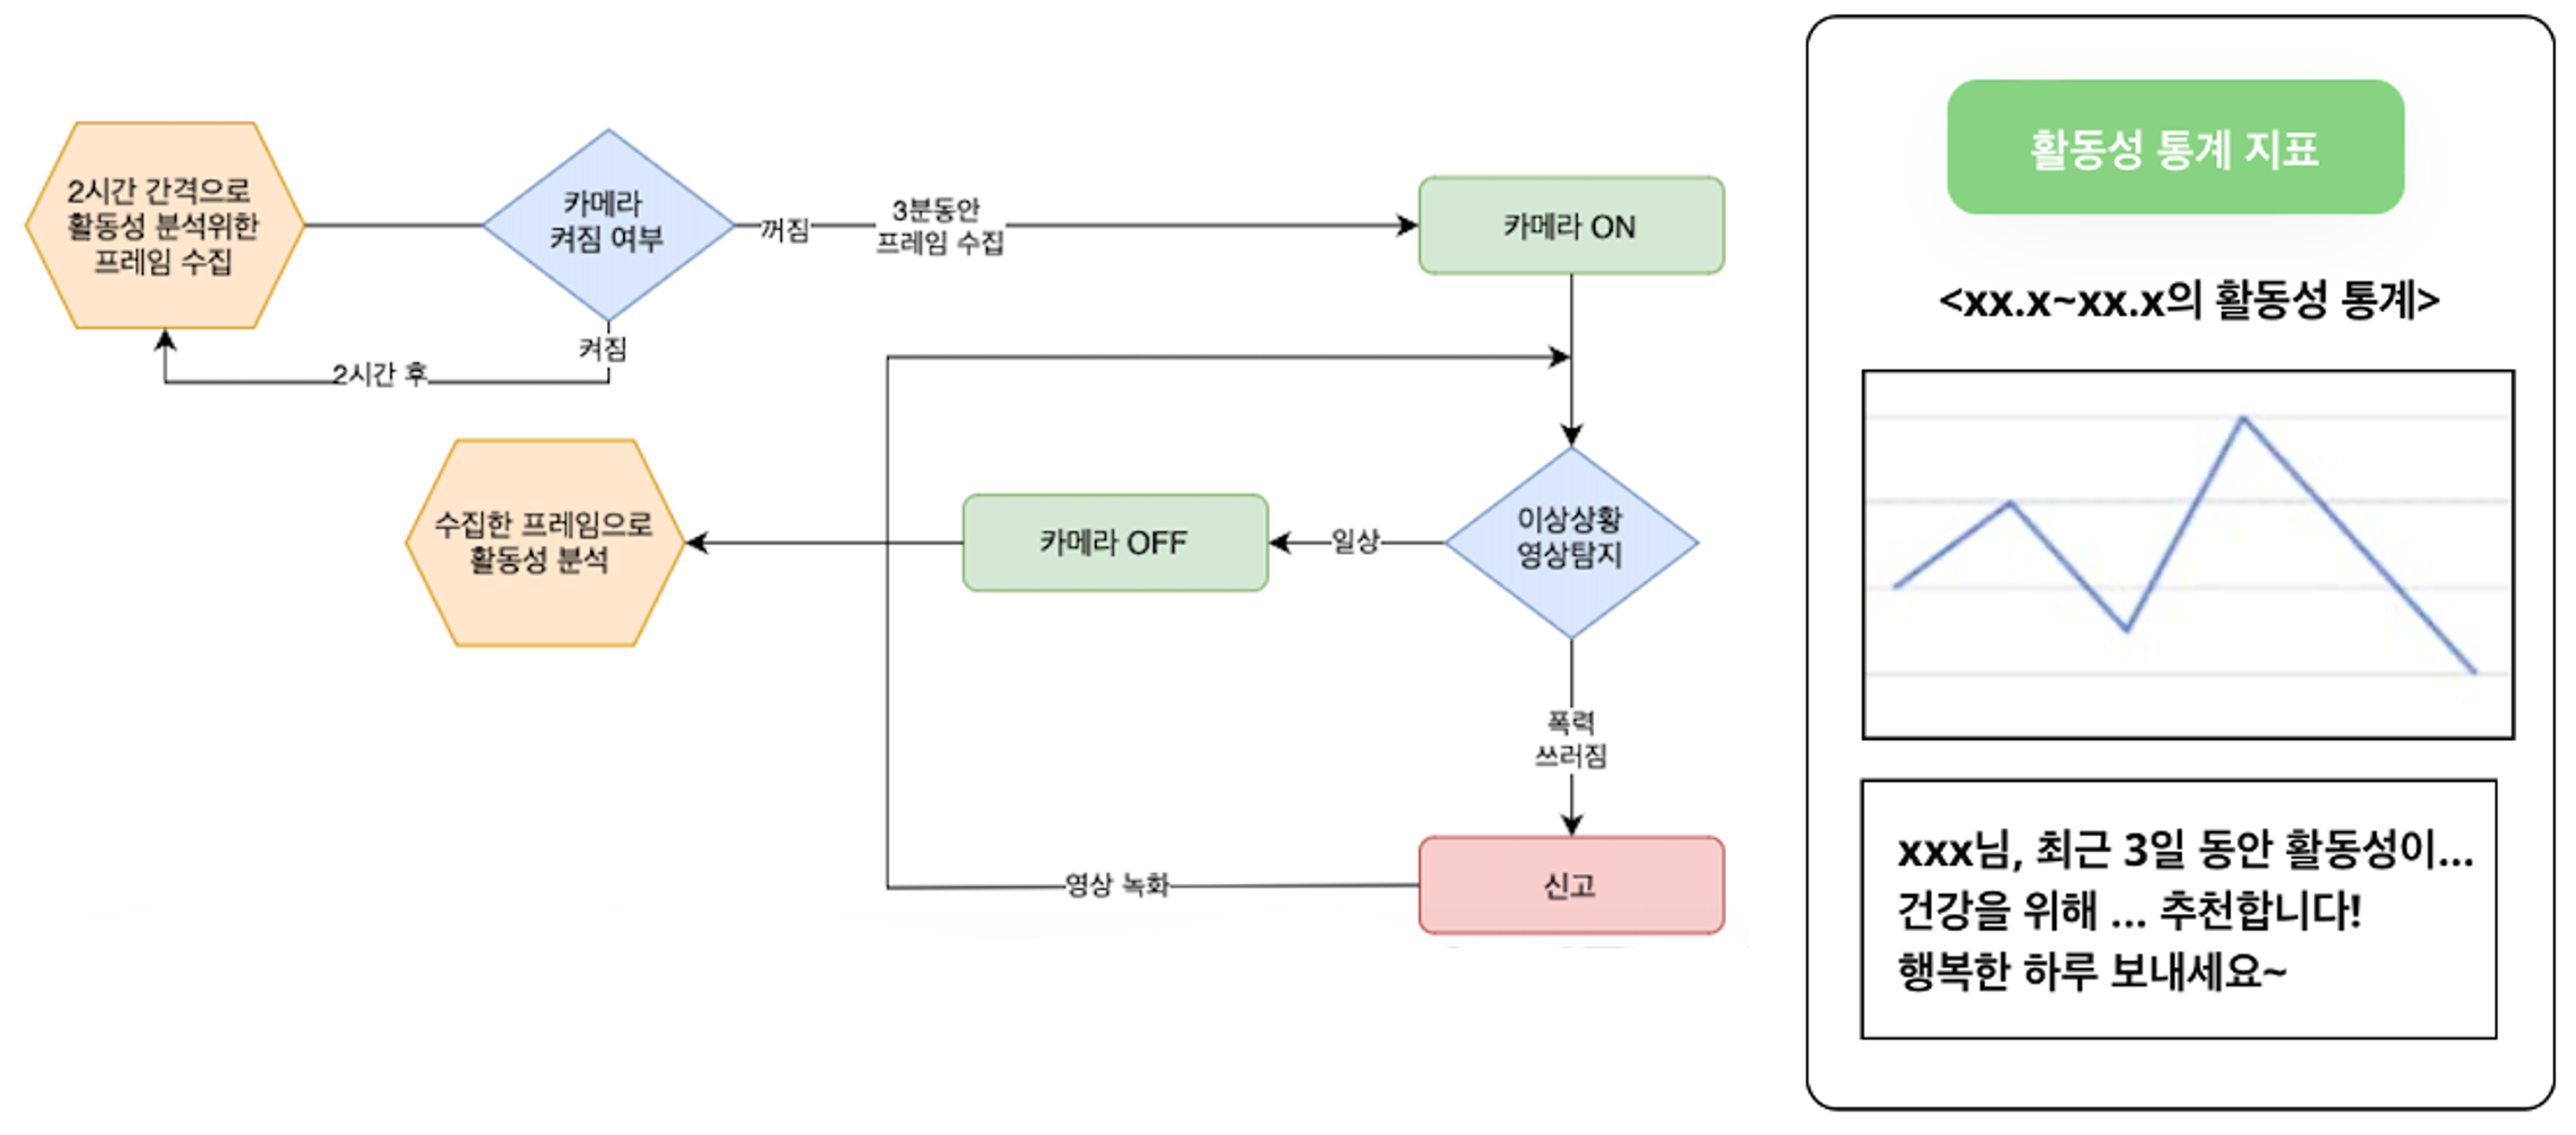 2시간 간격으로
활동성 분석위한
프레임 수집
카메라
켜짐 여부
꺼짐
3분동안
프레임 수집
카메라 ON
켜짐
2시간 후
수집한 프레임으로
활동성 분석
카메라 OFF
일상
이상상황
영상탐지
폭력
쓰러짐
영상 녹화
신고
활동성 통계 지표
<xx.x~xx.x의 활동성 통계>
xxx님, 최근 3일 동안 활동성이...
건강을 위해 ... 추천합니다!
행복한 하루 보내세요~